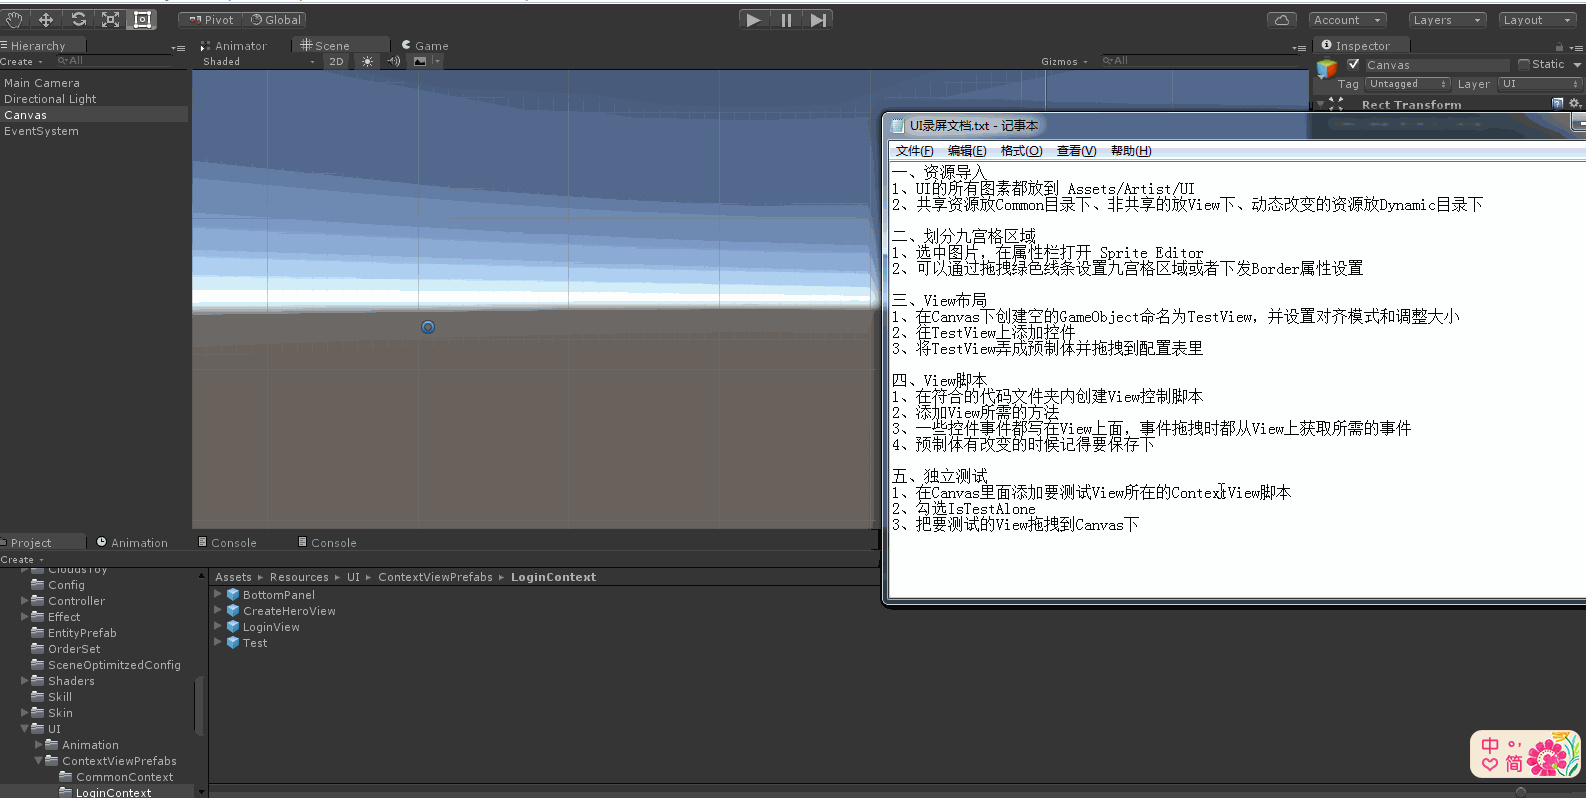 Pivot Global
Account Layers Layout
Hierarchy
Create All
Main Camera
Directional Light
Canvas
EventSystem
Animator Scene Game
Shaded 2D Gizmos All
Inspector
Canvas Static
Tag Untagged Layer UI
Rect Transform
UI录屏文档.txt - 记事本
文件(F) 编辑(E) 格式(O) 查看(V) 帮助(H)
一、资源导入
1、UI的所有图素都放到 Assets/Artist/UI
2、共享资源放Common目录下、非共享的放View下、动态改变的资源放Dynamic目录下
二、划分九宫格区域
1、选中图片，在属性栏打开 Sprite Editor
2、可以通过拖拽绿色线条设置九宫格区域或者下发Border属性设置
三、View布局
1、在Canvas下创建空的GameObject命名为TestView，并设置对齐模式和调整大小
2、往TestView上添加控件
3、将TestView弄成预制体并拖拽到配置表里
四、View脚本
1、在符合的代码文件夹内创建View控制脚本
2、添加View所需的方法
3、一些控件事件都写在View上面，事件拖拽时都从View上获取所需的事件
4、预制体有改变的时候记得要保存下
五、独立测试
1、在Canvas里面添加要测试View所在的ContextView脚本
2、勾选IsTestAlone
3、把要测试的View拖拽到Canvas下
Project Animation Console Console
Create
CloudsToy
Config
Controller
Effect
EntityPrefab
OrderSet
SceneOptimitzedConfig
Shaders
Skill
Skin
UI
Animation
ContextViewPrefabs
CommonContext
LoginContext
Assets Resources UI ContextViewPrefabs LoginContext
BottomPanel
CreateHeroView
LoginView
Test
中
简